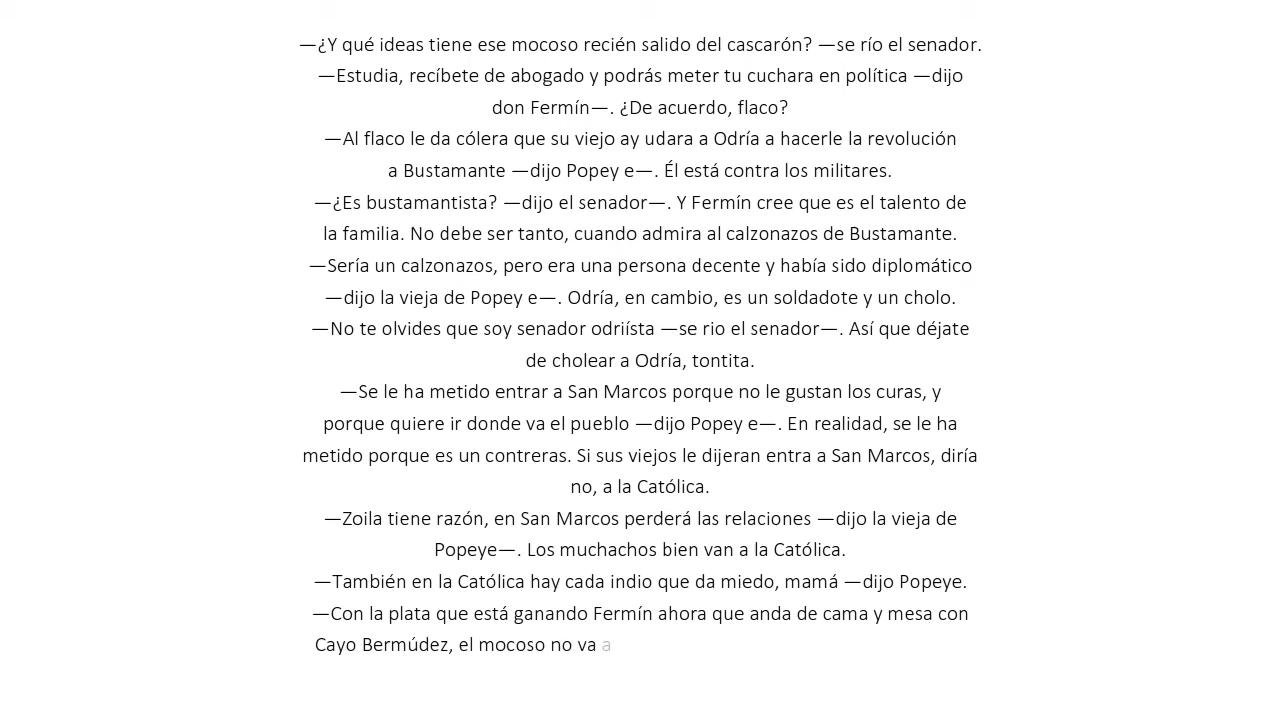 —¿Y qué ideas tiene ese mocoso recién salido del cascarón? —se río el senador.
—Estudia, recíbete de abogado y podrás meter tu cuchara en política —dijo
don Fermín—. ¿De acuerdo, flaco?
—Al flaco le da cólera que su viejo ay udara a Odría a hacerle la revolución
a Bustamante —dijo Popey e—. Él está contra los militares.
—¿Es bustamantista? —dijo el senador—. Y Fermín cree que es el talento de
la familia. No debe ser tanto, cuando admira al calzonazos de Bustamante.
—Sería un calzonazos, pero era una persona decente y había sido diplomático
—dijo la vieja de Popey e—. Odría, en cambio, es un soldadote y un cholo.
—No te olvides que soy senador odriísta —se rio el senador—. Así que déjate
de cholear a Odría, tontita.
—Se le ha metido entrar a San Marcos porque no le gustan los curas, y
porque quiere ir donde va el pueblo —dijo Popey e—. En realidad, se le ha
metido porque es un contreras. Si sus viejos le dijeran entra a San Marcos, diría
no, a la Católica.
—Zoila tiene razón, en San Marcos perderá las relaciones —dijo la vieja de
Popeye—. Los muchachos bien van a la Católica.
—También en la Católica hay cada indio que da miedo, mamá —dijo Popeye.
—Con la plata que está ganando Fermín ahora que anda de cama y mesa con
Cayo Bermúdez, el mocoso no va a